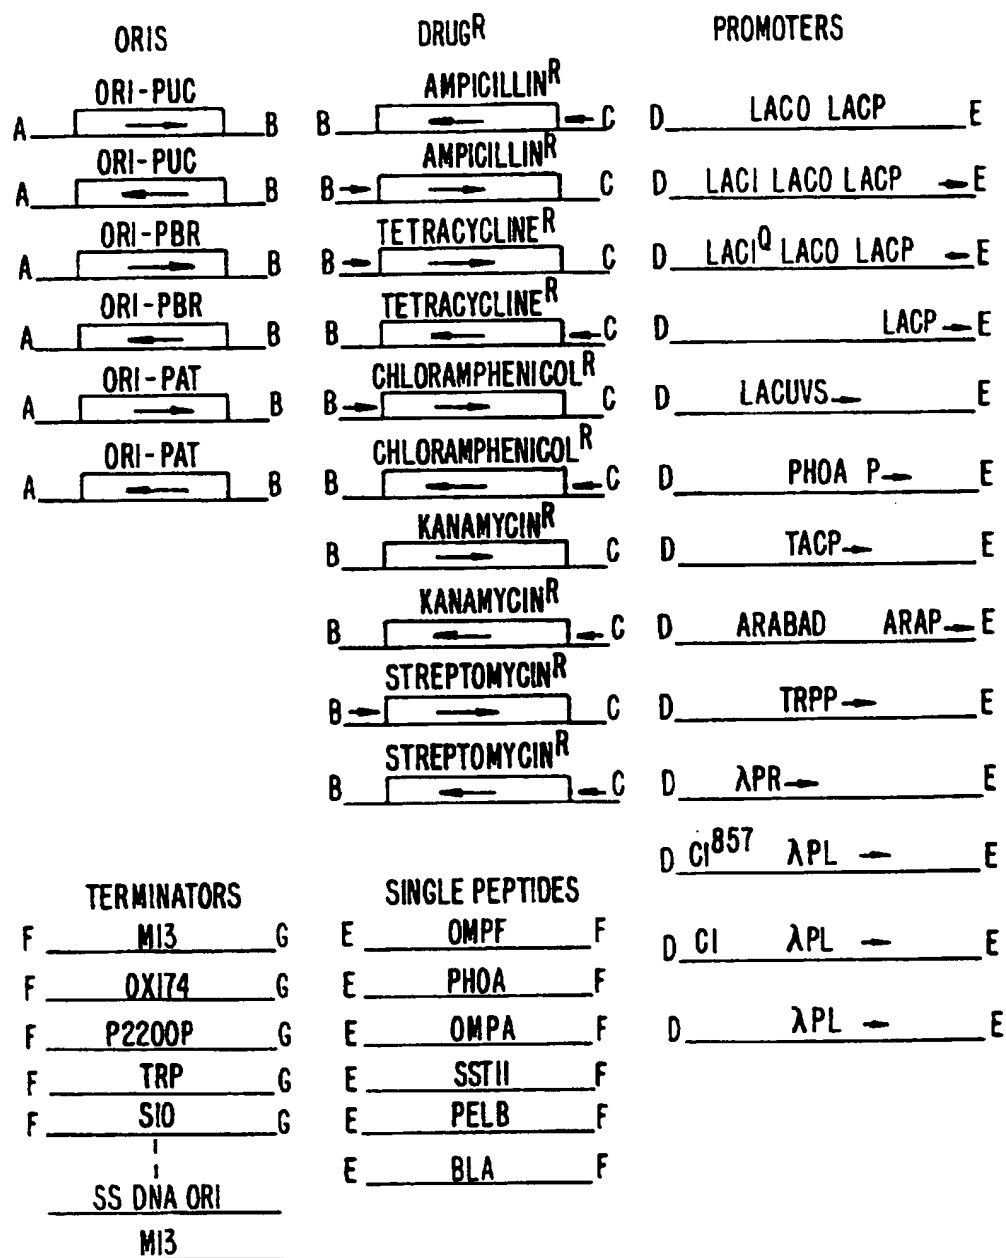 ORIS
ORI-PUC
A B
ORI-PUC
A B
ORI-PBR
A B
ORI-PBR
A B
ORI-PAT
A B
ORI-PAT
A B
DRUGR
AMPICILLINR
B C
AMPICILLINR
B C
TETRACYCLINER
B C
TETRACYCLINER
B C
CHLORAMPHENICOLR
B C
CHLORAMPHENICOLR
B C
KANAMYCINR
B C
KANAMYCINR
B C
STREPTOMYCINR
B C
STREPTOMYCINR
B C
PROMOTERS
D LACO LACP E
D LACI LACO LACP E
D LACIQ LACO LACP E
D LACP E
D LACUVS E
D PHOA P E
D TACP E
D ARABAD ARAP E
D TRPP E
D λPR E
D CI857 λPL E
D CI λPL E
D λPL E
TERMINATORS
F M13 G
F OX174 G
F P2200P G
F TRP G
F S10 G
SS DNA ORI
M13
SINGLE PEPTIDES
E OMPF F
E PHOA F
E OMPA F
E SSTII F
E PELB F
E BLA F